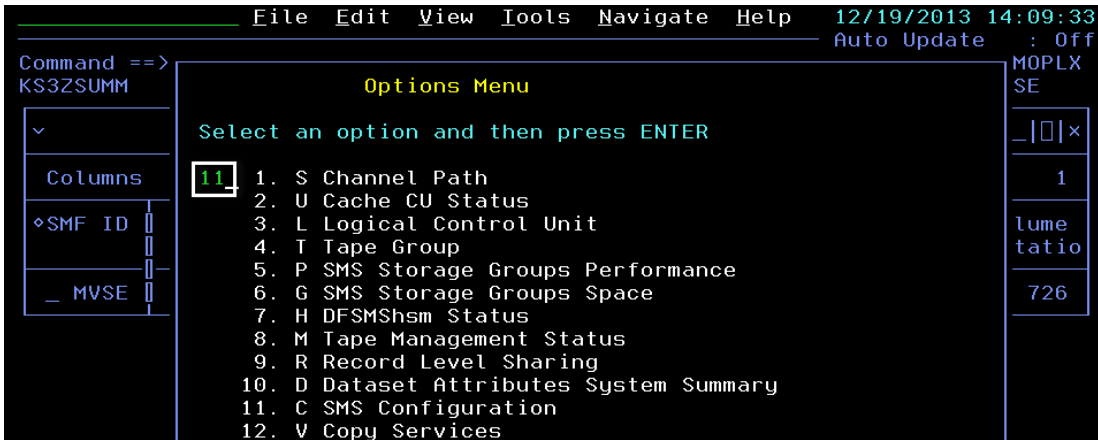 File Edit View Tools Navigate Help 12/19/2013 14:09:33
Auto Update : Off
Command ==> MOPLX
KS3ZSUMM Options Menu SE
Select an option and then press ENTER
Columns 11 1. S Channel Path 1
2. U Cache CU Status
◇SMF ID 3. L Logical Control Unit lume
4. T Tape Group tatio
5. P SMS Storage Groups Performance
_ MVSE 6. G SMS Storage Groups Space 726
7. H DFSMShsm Status
8. M Tape Management Status
9. R Record Level Sharing
10. D Dataset Attributes System Summary
11. C SMS Configuration
12. V Copy Services